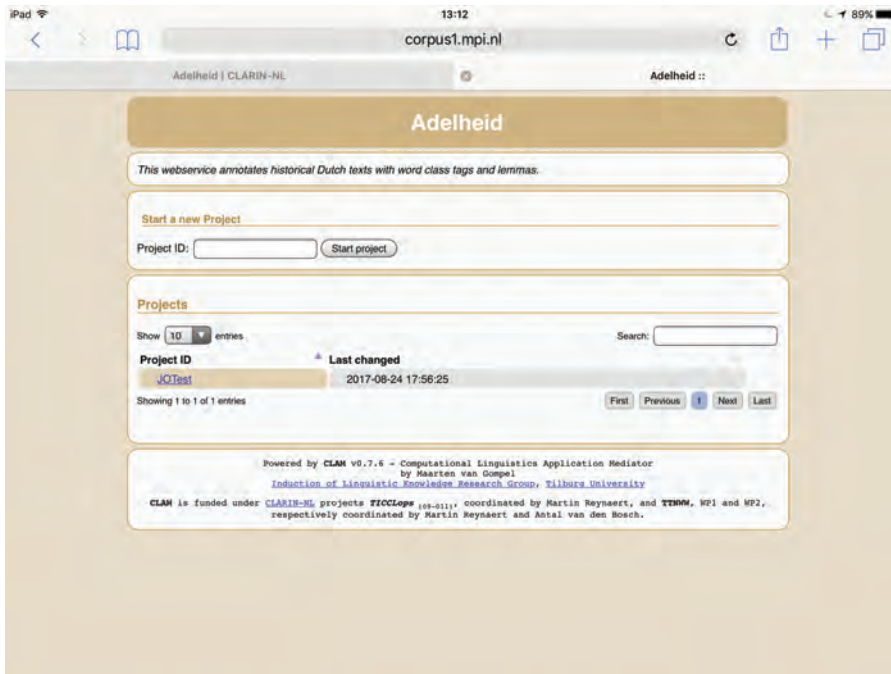 iPad 13:12 89%
corpus1.mpi.nl
Adelheid | CLARIN-NL Adelheid ::
Adelheid
This webservice annotates historical Dutch texts with word class tags and lemmas.
Start a new Project
Project ID: Start project
Projects
Show 10 entries Search:
Project ID Last changed
JOTest 2017-08-24 17:56:25
Showing 1 to 1 of 1 entries First Previous 1 Next Last
Powered by CLAM v0.7.6 - Computational Linguistics Application Mediator
by Maarten van Gompel
Induction of Linguistic Knowledge Research Group, Tilburg University
CLAM is funded under CLARIN-NL projects TICCLops (09-011), coordinated by Martin Reynaert, and TTNWW, WP1 and WP2,
respectively coordinated by Martin Reynaert and Antal van den Bosch.